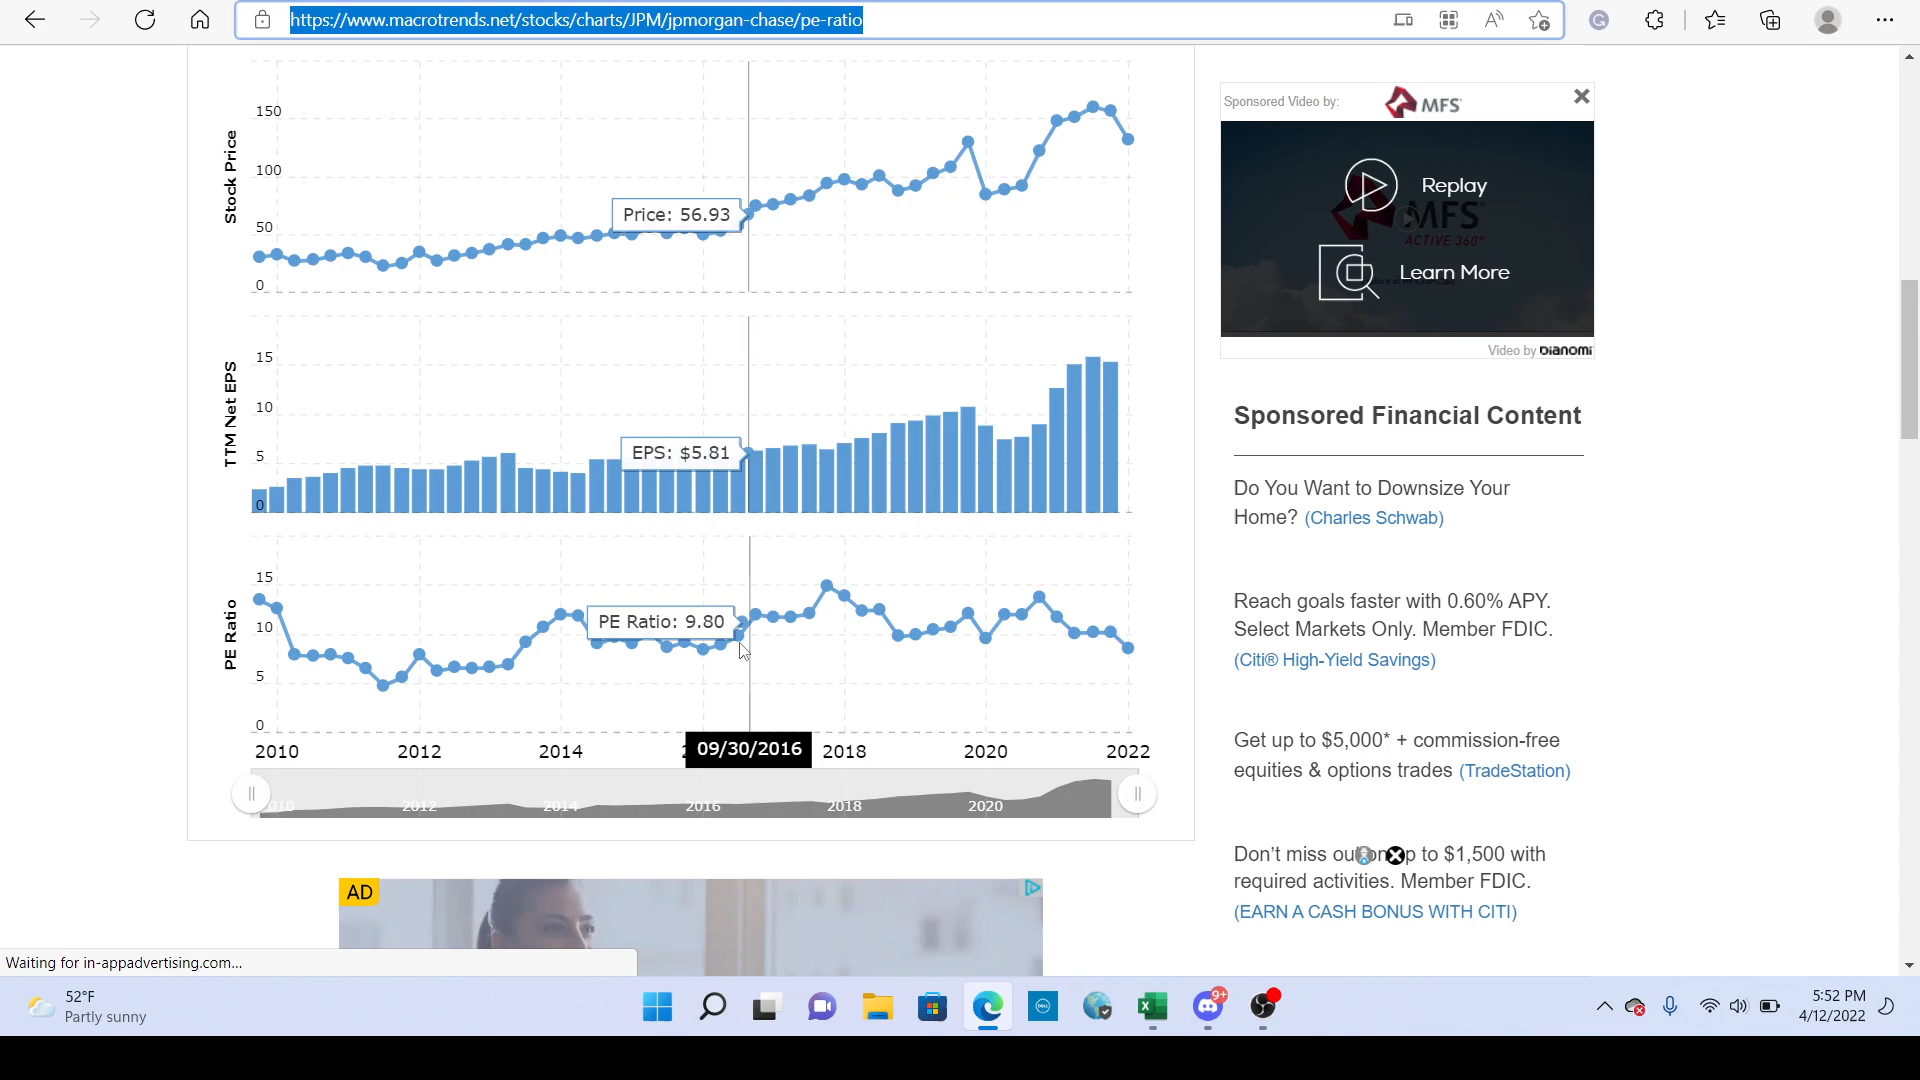 https://www.macrotrends.net/stocks/charts/JPM/jpmorgan-chase/pe-ratio
Stock Price
150
100
50
0
Price: 56.93
TTM Net EPS
15
10
5
0
EPS: $5.81
PE Ratio
15
10
5
0
PE Ratio: 9.80
2010
2012
2014
09/30/2016
2018
2020
2022
2012
2014
2016
2018
2020
AD
Sponsored Video by:
MFS
Replay
MFS
ACTIVE 360°
Learn More
Video by DIANOMI
Sponsored Financial Content
Do You Want to Downsize Your
Home? (Charles Schwab)
Reach goals faster with 0.60% APY.
Select Markets Only. Member FDIC.
(Citi® High-Yield Savings)
Get up to $5,000* + commission-free
equities & options trades (TradeStation)
Don't miss out on up to $1,500 with
required activities. Member FDIC.
(EARN A CASH BONUS WITH CITI)
Waiting for in-appadvertising.com...
52°F
Partly sunny
9+
5:52 PM
4/12/2022